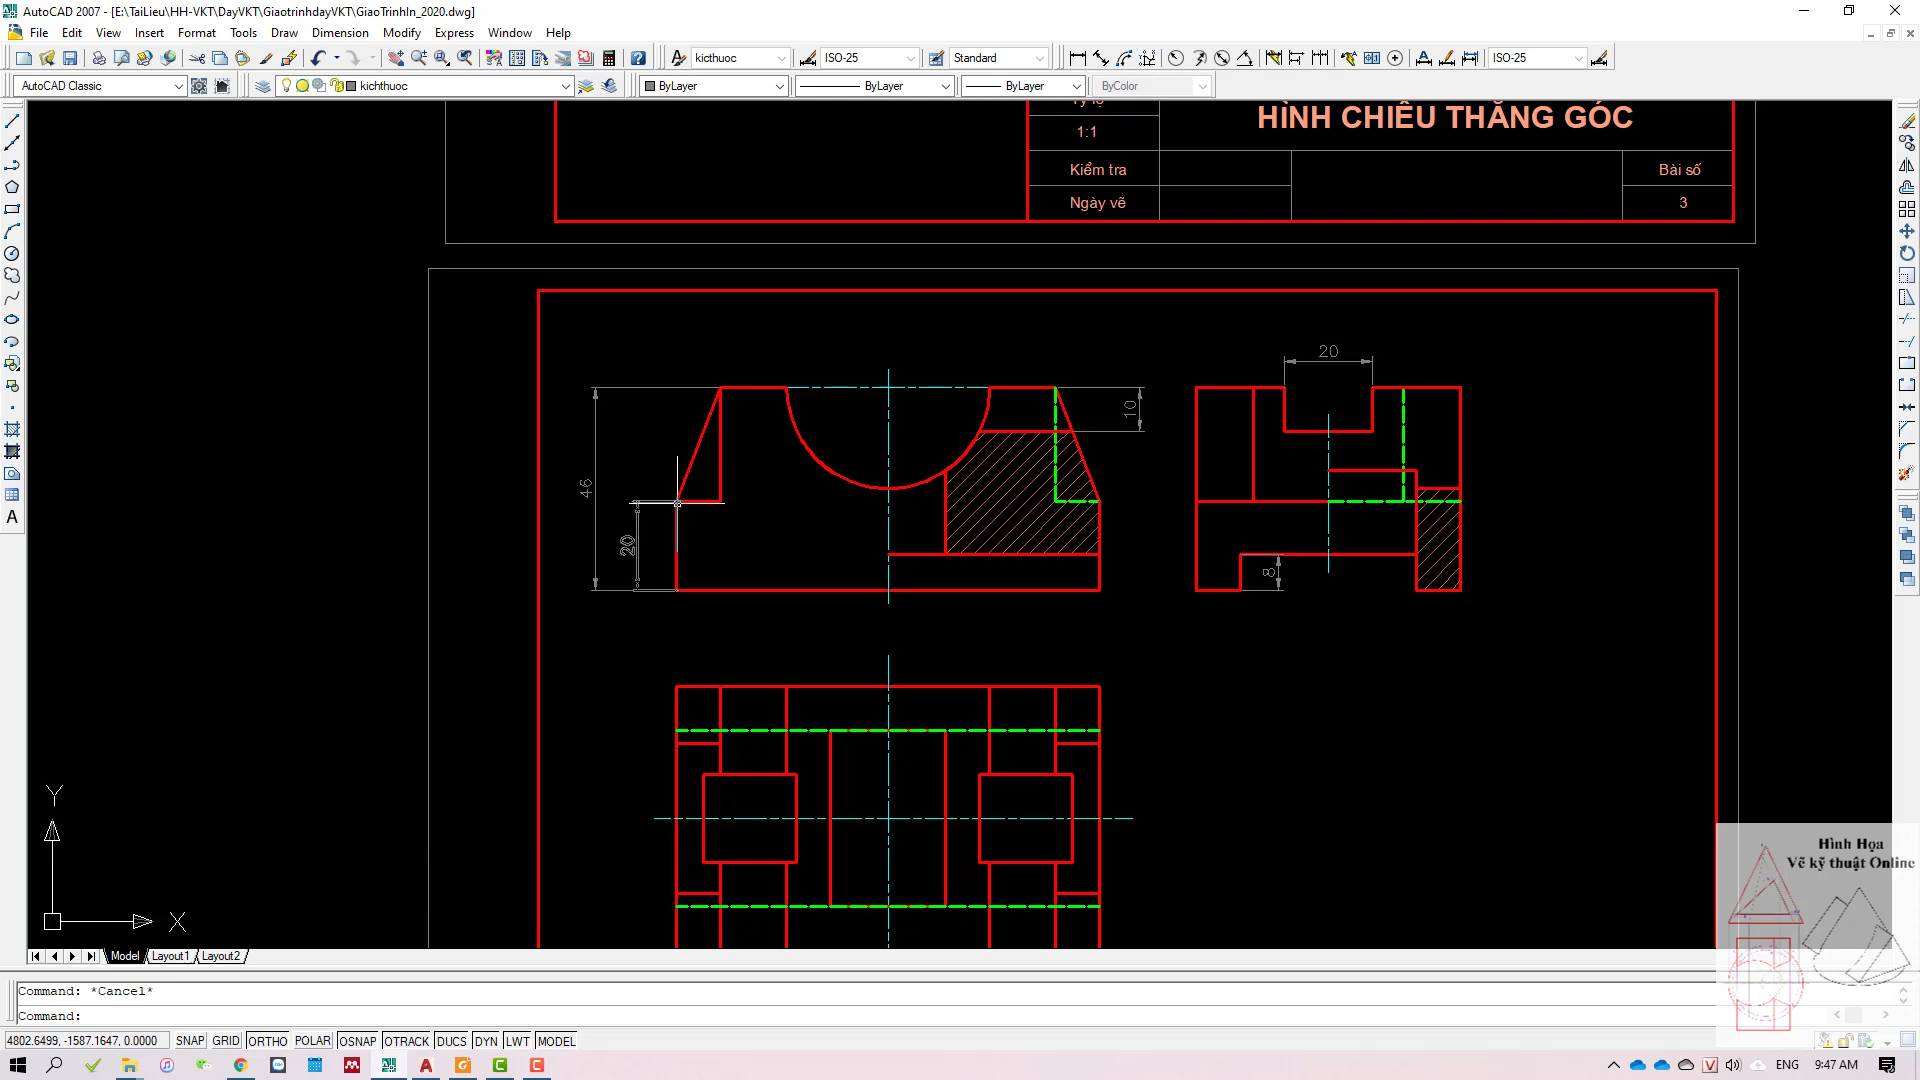 AutoCAD 2007 - [E:\TaiLieu\HH-VKT\DayVKT\GiaotrinhdayVKT\GiaoTrinhIn_2020.dwg]
File Edit View Insert Format Tools Draw Dimension Modify Express Window Help
kicthuoc ISO-25 Standard ISO-25
AutoCAD Classic kichthuoc ByLayer ByLayer ByLayer ByColor
HÌNH CHIẾU THẲNG GÓC
1:1
Kiểm tra Bài số
Ngày vẽ 3
20
10
46
20
8
Y
X
Hình Họa
Vẽ kỹ thuật Online
Model Layout1 Layout2
Command: *Cancel*
Command:
4802.6499, -1587.1647, 0.0000 SNAP GRID ORTHO POLAR OSNAP OTRACK DUCS DYN LWT MODEL
ENG 9:47 AM